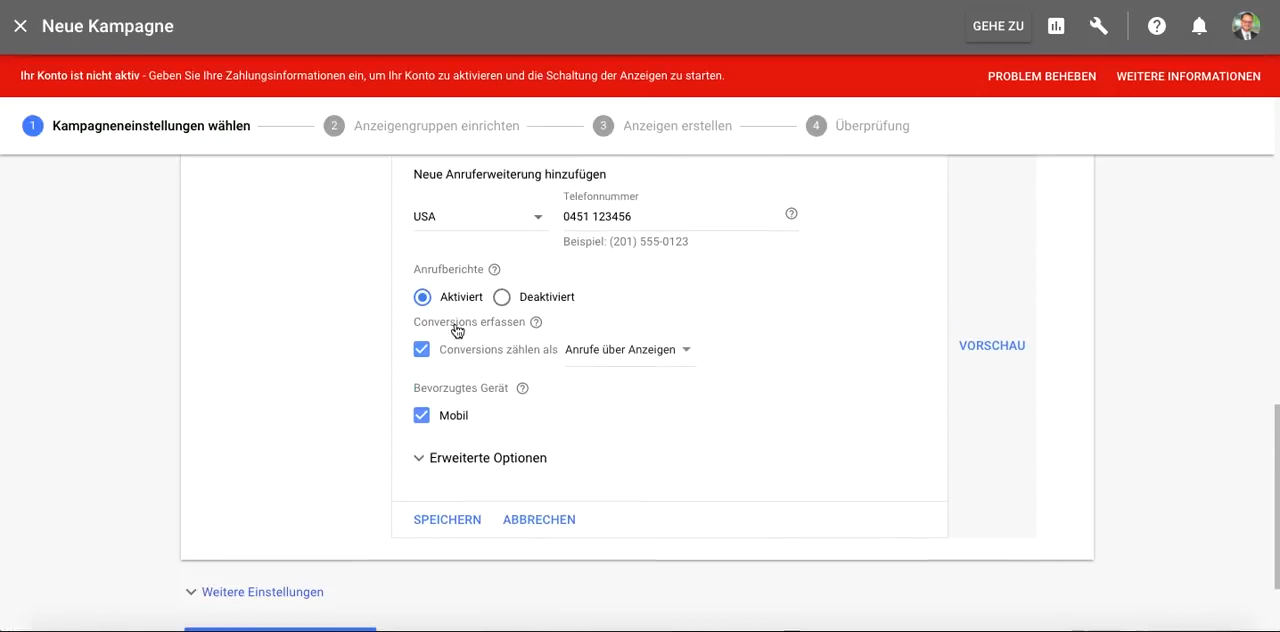 Neue Kampagne
GEHE ZU
Ihr Konto ist nicht aktiv - Geben Sie Ihre Zahlungsinformationen ein, um Ihr Konto zu aktivieren und die Schaltung der Anzeigen zu starten.
PROBLEM BEHEBEN
WEITERE INFORMATIONEN
1 Kampagneneinstellungen wählen
2 Anzeigengruppen einrichten
3 Anzeigen erstellen
4 Überprüfung
Neue Anruferweiterung hinzufügen
Telefonnummer
USA
0451 123456
Beispiel: (201) 555-0123
Anrufberichte
Aktiviert
Deaktiviert
Conversions erfassen
Conversions zählen als Anrufe über Anzeigen
VORSCHAU
Bevorzugtes Gerät
Mobil
Erweiterte Optionen
SPEICHERN
ABBRECHEN
Weitere Einstellungen